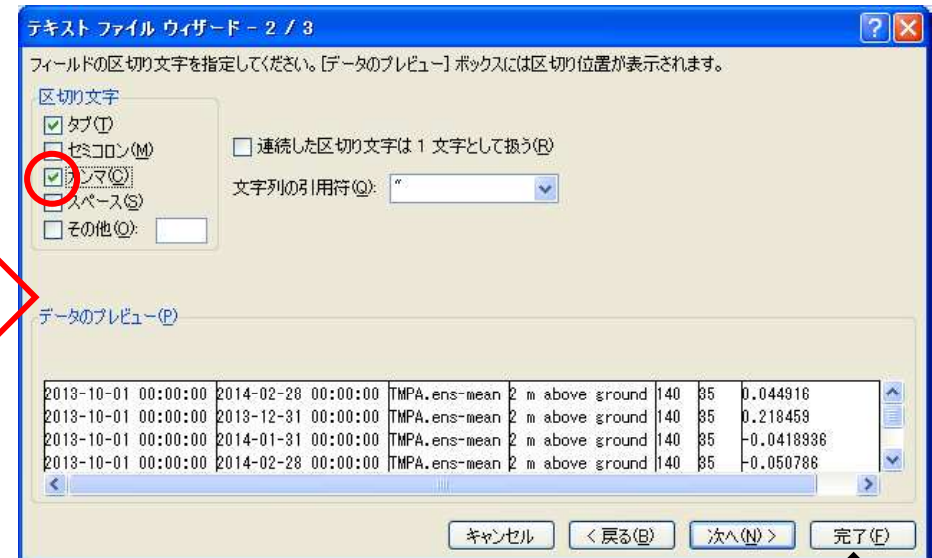 テキスト ファイル ウィザード - 2 / 3
フィールドの区切り文字を指定してください。[データのプレビュー] ボックスには区切り位置が表示されます。
区切り文字
タブ(T)
セミコロン(M)
カンマ(C)
スペース(S)
その他(O):
連続した区切り文字は 1 文字として扱う(R)
文字列の引用符(Q): "
データのプレビュー(P)
2013-10-01 00:00:00 2014-02-28 00:00:00 TMPA.ens-mean 2 m above ground 140 35 0.044916
2013-10-01 00:00:00 2013-12-31 00:00:00 TMPA.ens-mean 2 m above ground 140 35 0.218459
2013-10-01 00:00:00 2014-01-31 00:00:00 TMPA.ens-mean 2 m above ground 140 35 -0.0418936
2013-10-01 00:00:00 2014-02-28 00:00:00 TMPA.ens-mean 2 m above ground 140 35 -0.050786
キャンセル < 戻る(B) 次へ(N) > 完了(F)